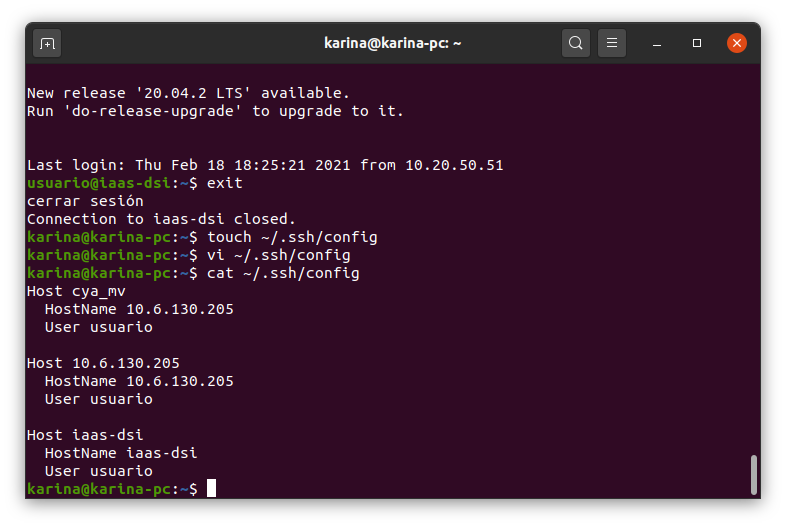 karina@karina-pc: ~
New release '20.04.2 LTS' available.
Run 'do-release-upgrade' to upgrade to it.
Last login: Thu Feb 18 18:25:21 2021 from 10.20.50.51
usuario@iaas-dsi:~$ exit
cerrar sesión
Connection to iaas-dsi closed.
karina@karina-pc:~$ touch ~/.ssh/config
karina@karina-pc:~$ vi ~/.ssh/config
karina@karina-pc:~$ cat ~/.ssh/config
Host cya_mv
  HostName 10.6.130.205
  User usuario

Host 10.6.130.205
  HostName 10.6.130.205
  User usuario

Host iaas-dsi
  HostName iaas-dsi
  User usuario
karina@karina-pc:~$